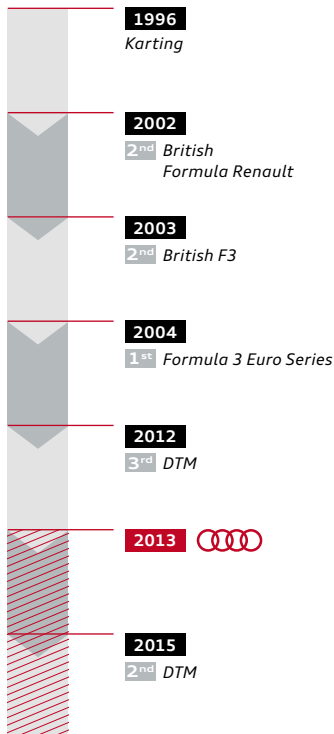 1996
Karting
2002
2nd British
Formula Renault
2003
2nd British F3
2004
1st Formula 3 Euro Series
2012
3rd DTM
2013
2015
2nd DTM